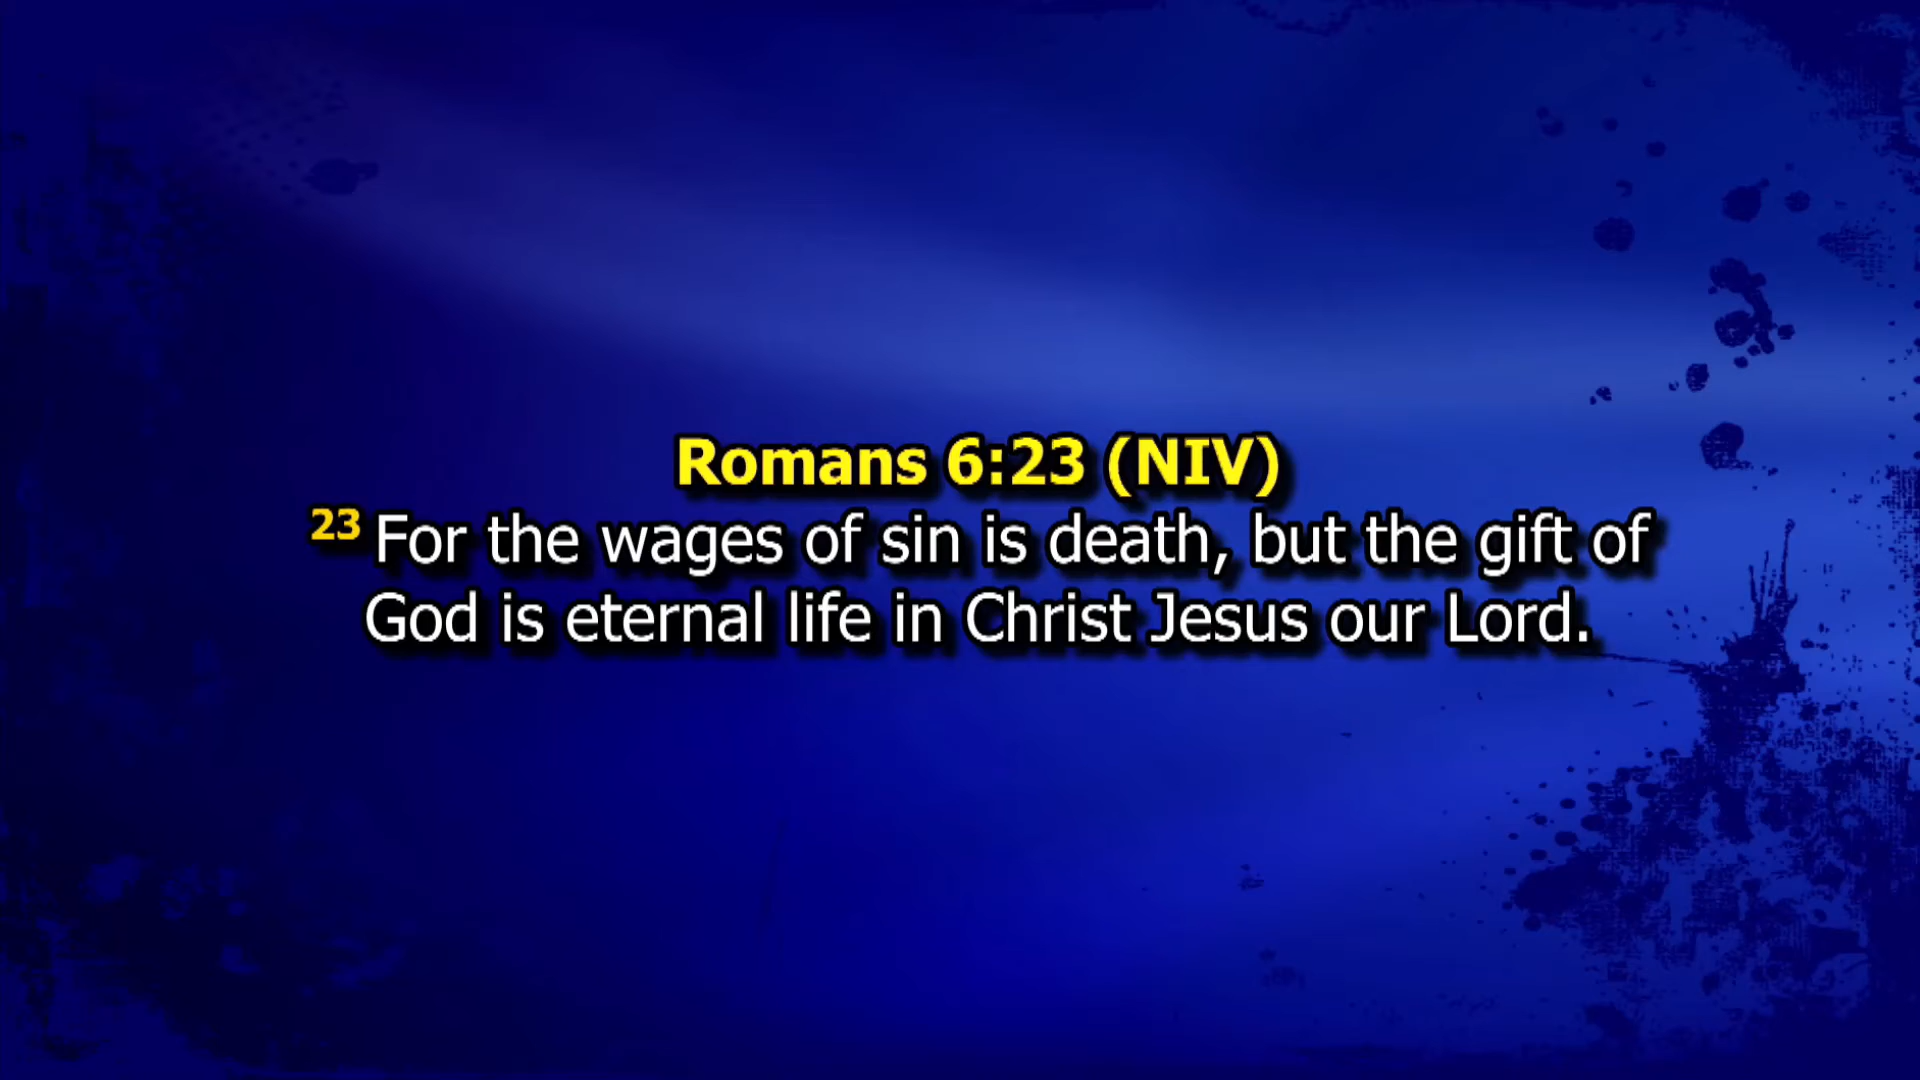 Romans 6:23 (NIV)
23 For the wages of sin is death, but the gift of
God is eternal life in Christ Jesus our Lord.